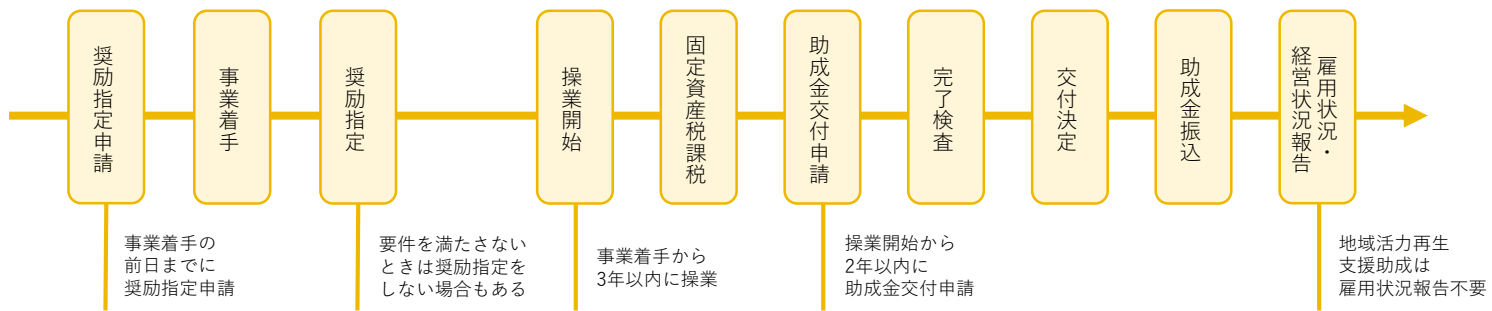 奨励指定申請
事業着手
奨励指定
操業開始
固定資産税課税
助成金交付申請
完了検査
交付決定
助成金振込
雇用状況・
経営状況報告
事業着手の
前日までに
奨励指定申請
要件を満たさない
ときは奨励指定を
しない場合もある
事業着手から
3年以内に操業
操業開始から
2年以内に
助成金交付申請
地域活力再生
支援助成は
雇用状況報告不要